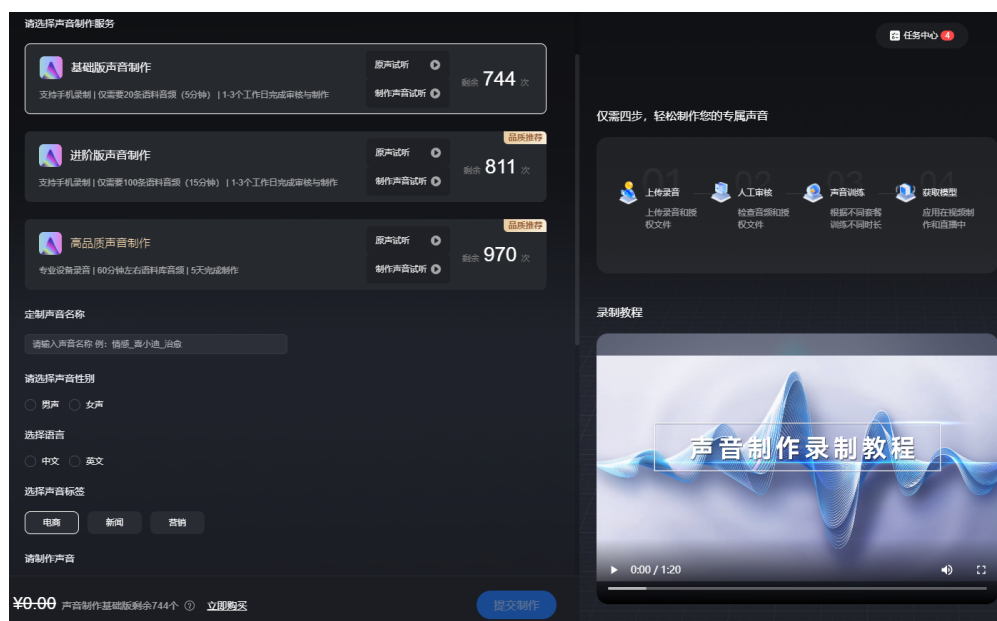 请选择声音制作服务
任务中心 4
基础版声音制作
支持手机录制 | 仅需要20条语料音频（5分钟） | 1-3个工作日完成审核与制作
原声试听
制作声音试听
剩余 744 次
品质推荐
进阶版声音制作
支持手机录制 | 仅需要100条语料音频（15分钟） | 1-3个工作日完成审核与制作
原声试听
制作声音试听
剩余 811 次
品质推荐
高品质声音制作
专业设备录音 | 60分钟左右语料库音频 | 5天完成制作
原声试听
制作声音试听
剩余 970 次
定制声音名称
请输入声音名称 例：情感_喜小迪_治愈
请选择声音性别
男声 女声
选择语言
中文 英文
选择声音标签
电商 新闻 营销
请制作声音
¥0.00 声音制作基础版剩余744个 ? 立即购买
提交制作
仅需四步，轻松制作您的专属声音
01 02 03 04
上传录音 人工审核 声音训练 获取模型
上传录音和授权文件
检查音频和授权文件
根据不同套餐训练不同时长
应用在视频制作和直播中
录制教程
声音制作录制教程
0:00 / 1:20